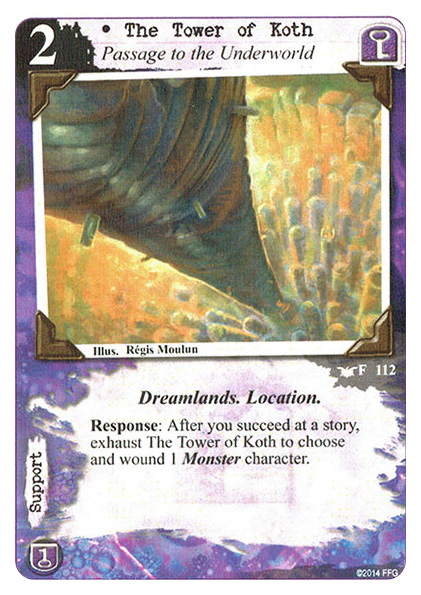 2
• The Tower of Koth
Passage to the Underworld
Illus. Régis Moulun
F 112
Dreamlands. Location.
Response: After you succeed at a story,
exhaust The Tower of Koth to choose
and wound 1 Monster character.
Support
1
©2014 FFG